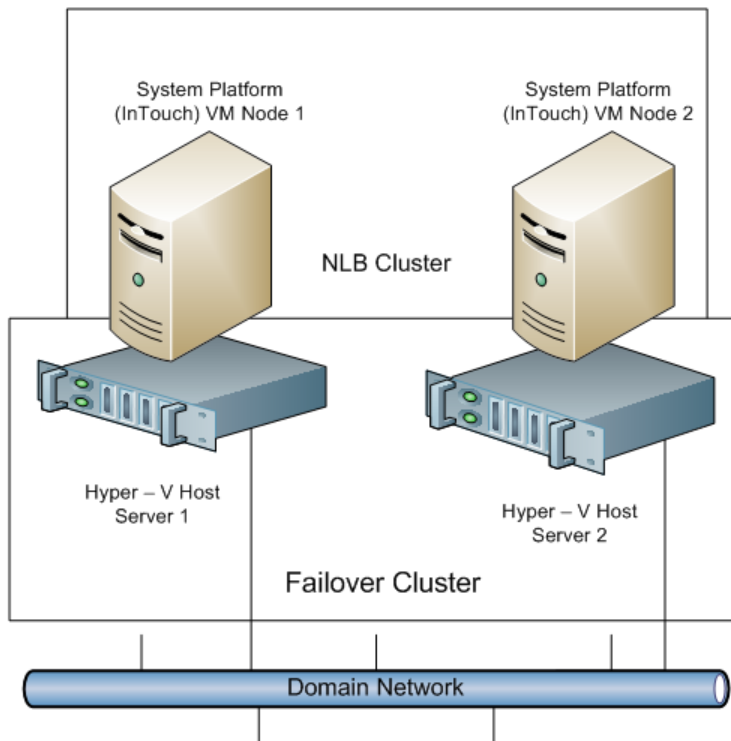 System Platform
(InTouch) VM Node 1
System Platform
(InTouch) VM Node 2
NLB Cluster
Hyper – V Host
Server 1
Hyper – V Host
Server 2
Failover Cluster
Domain Network